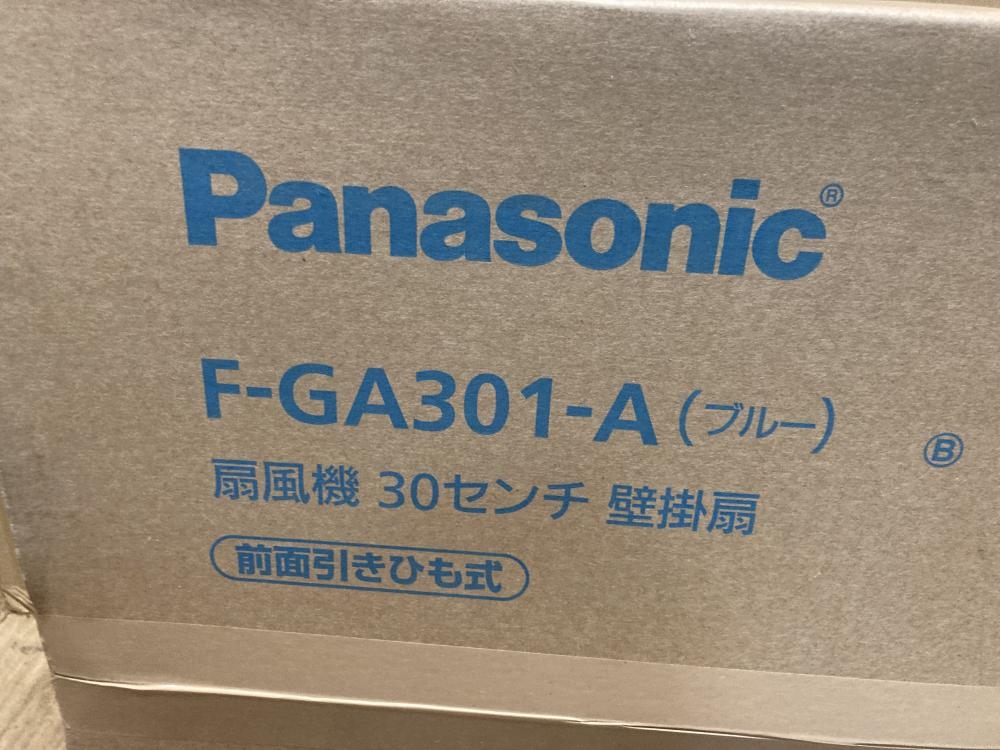 Panasonic®
F-GA301-A(ブルー)
Ⓑ
扇風機 30センチ 壁掛扇
前面引きひも式